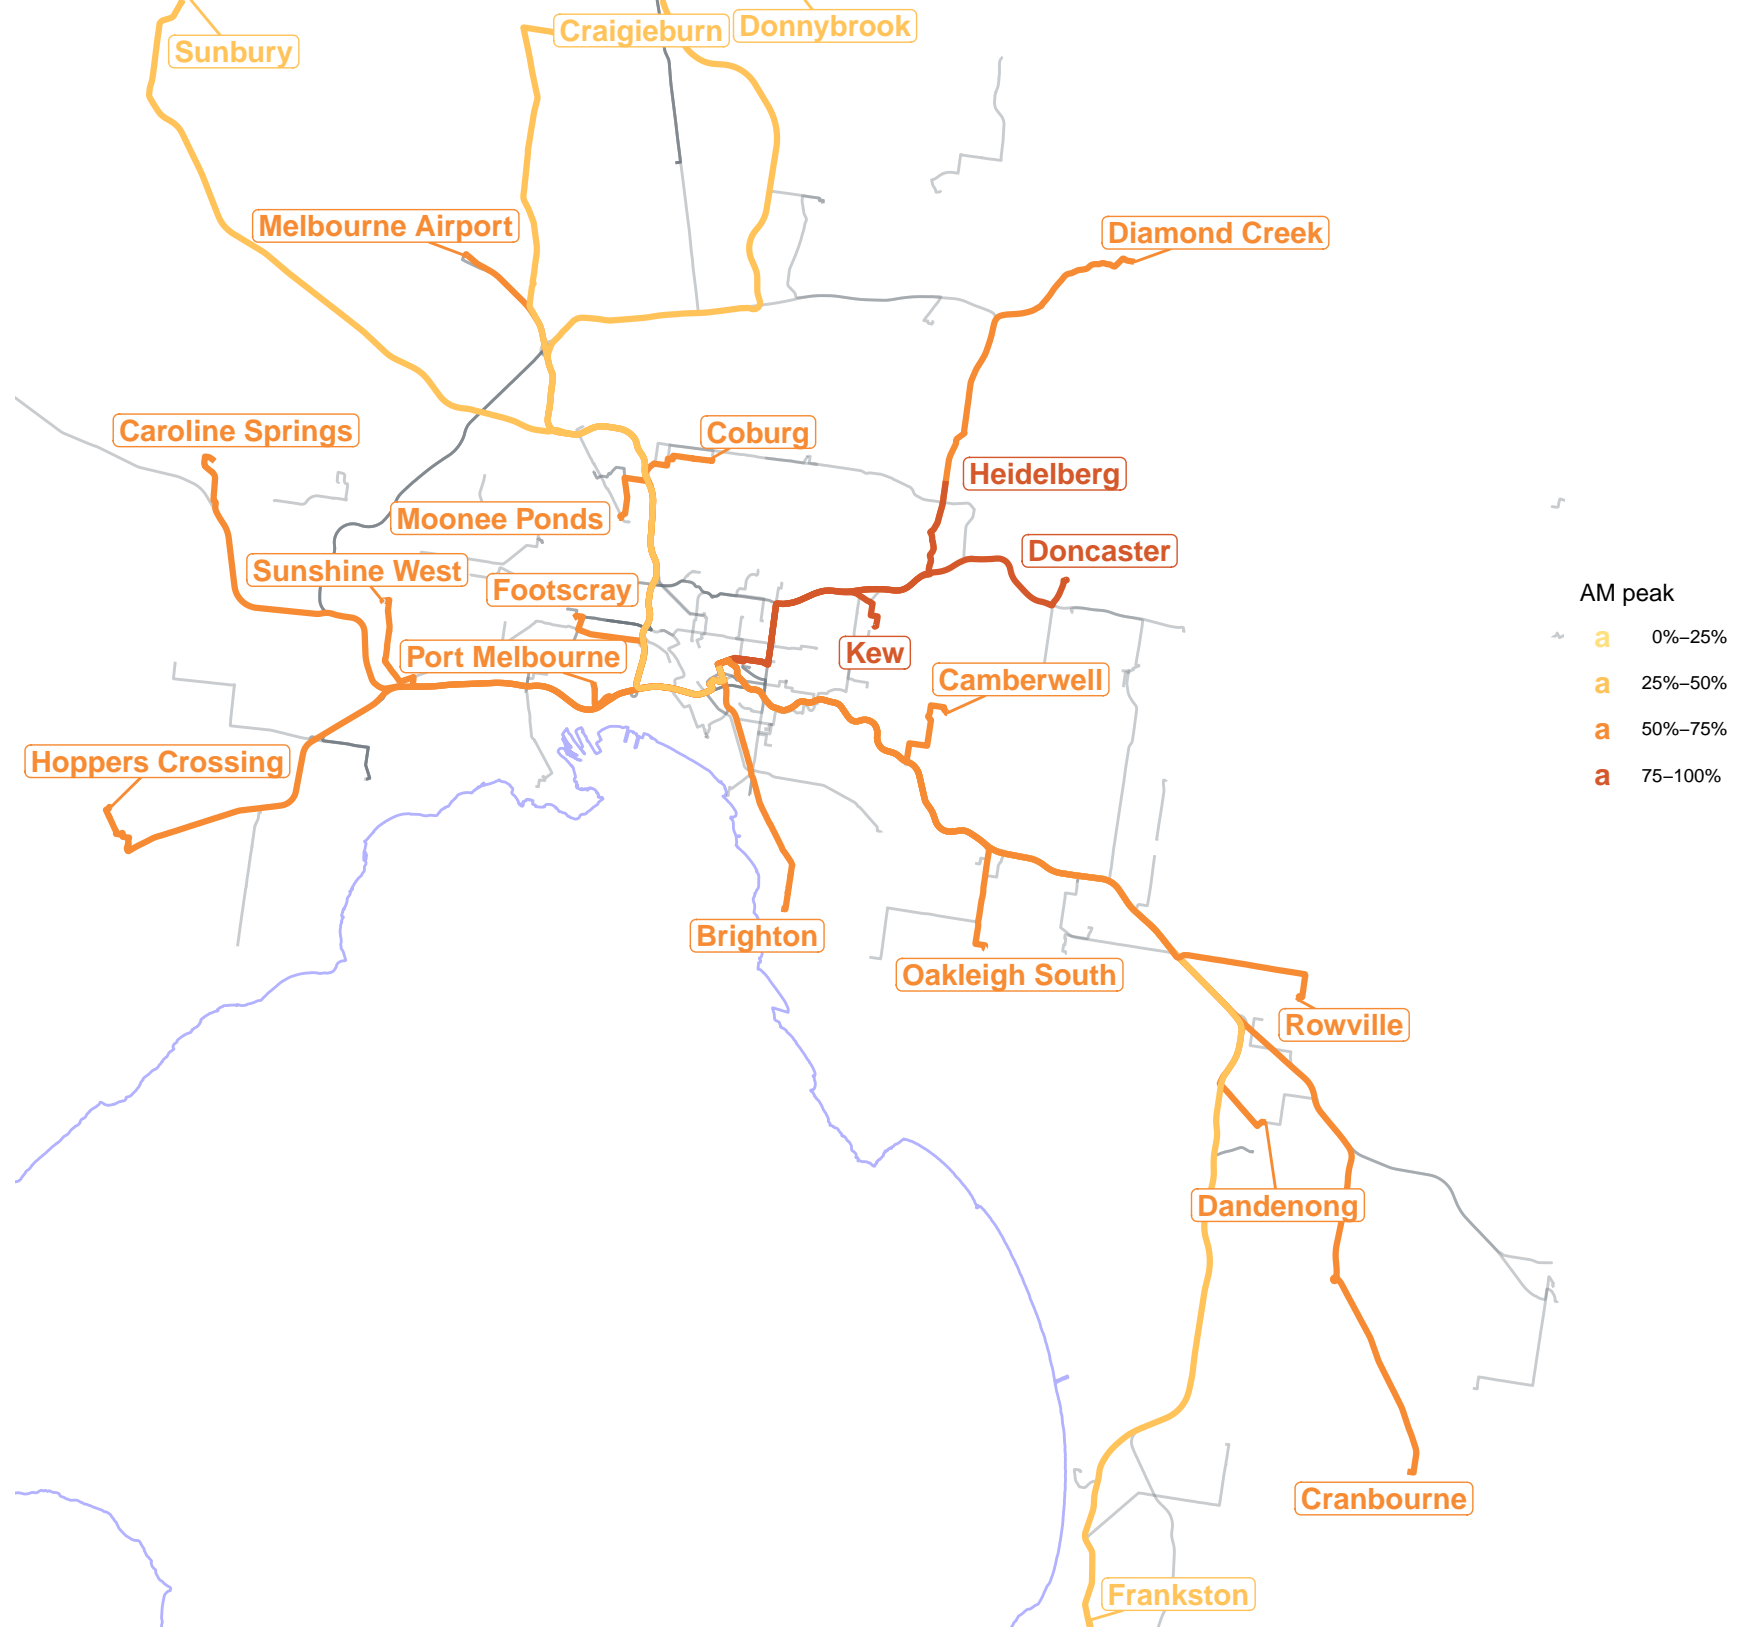 Craigieburn
Donnybrook
Sunbury
Melbourne Airport
Diamond Creek
Caroline Springs
Coburg
Heidelberg
Moonee Ponds
Doncaster
Sunshine West
Footscray
Kew
Port Melbourne
Camberwell
Hoppers Crossing
Brighton
Oakleigh South
Rowville
Dandenong
Cranbourne
Frankston
AM peak
a 0%–25%
a 25%–50%
a 50%–75%
a 75–100%